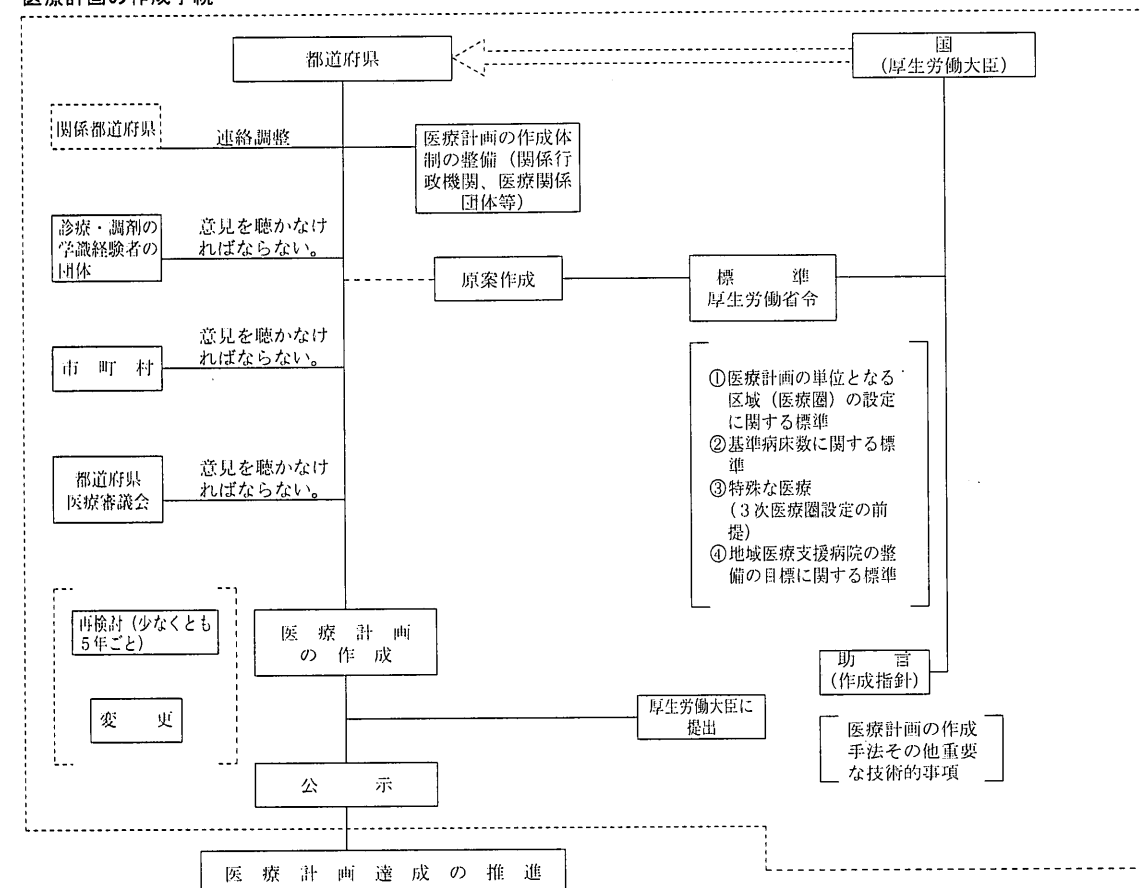 医療計画の作成手続
都道府県
国
(厚生労働大臣)
関係都道府県
連絡調整
医療計画の作成体
制の整備(関係行
政機関、医療関係
団体等)
診療・調剤の
学識経験者の
団体
意見を聴かなけ
ればならない。
原案作成
標準
厚生労働省令
市町村
意見を聴かなけ
ればならない。
①医療計画の単位となる
区域(医療圏)の設定
に関する標準
②基準病床数に関する標
準
③特殊な医療
(3次医療圏設定の前
提)
④地域医療支援病院の整
備の目標に関する標準
都道府県
医療審議会
意見を聴かなけ
ればならない。
再検討(少なくとも
5年ごと)
変更
医療計画
の作成
助言
(作成指針)
厚生労働大臣に
提出
医療計画の作成
手法その他重要
な技術的事項
公示
医療計画達成の推進